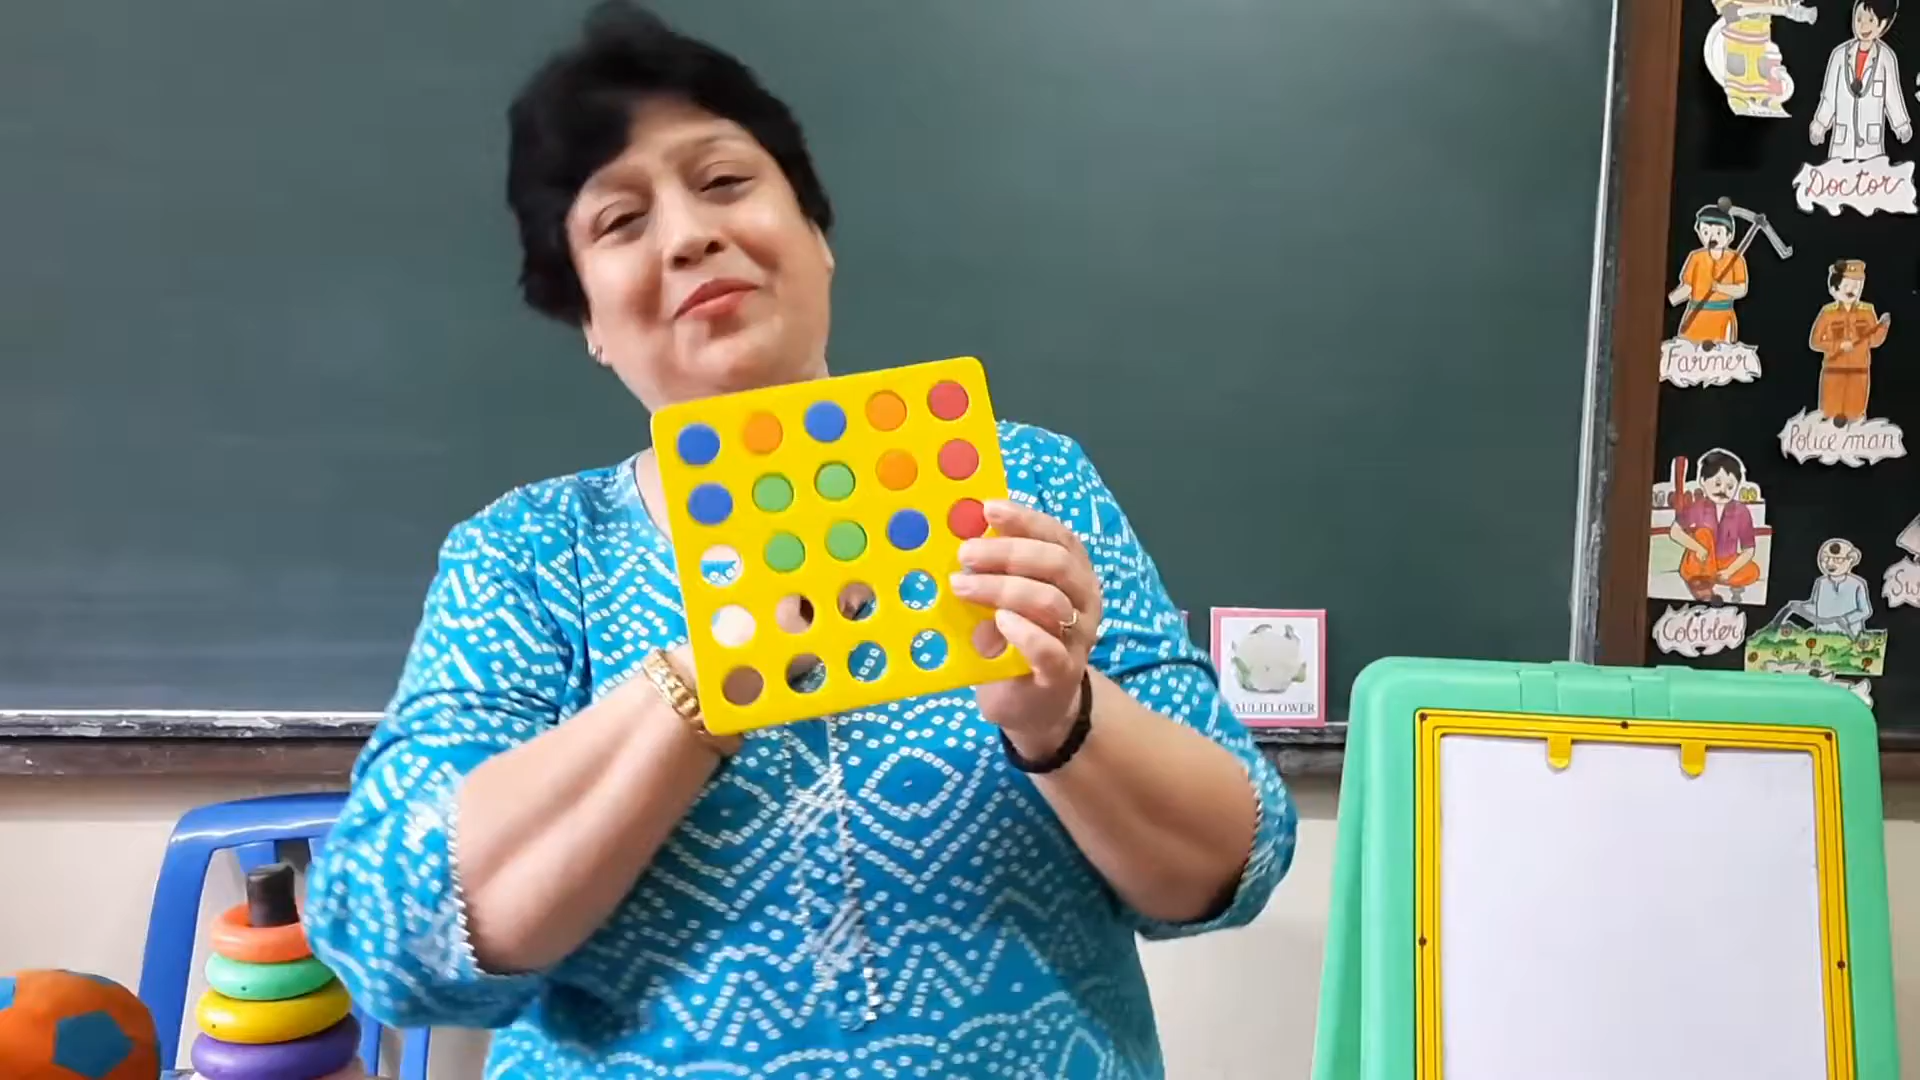 Doctor
Farmer
Police man
Cobbler
AULIFLOWER